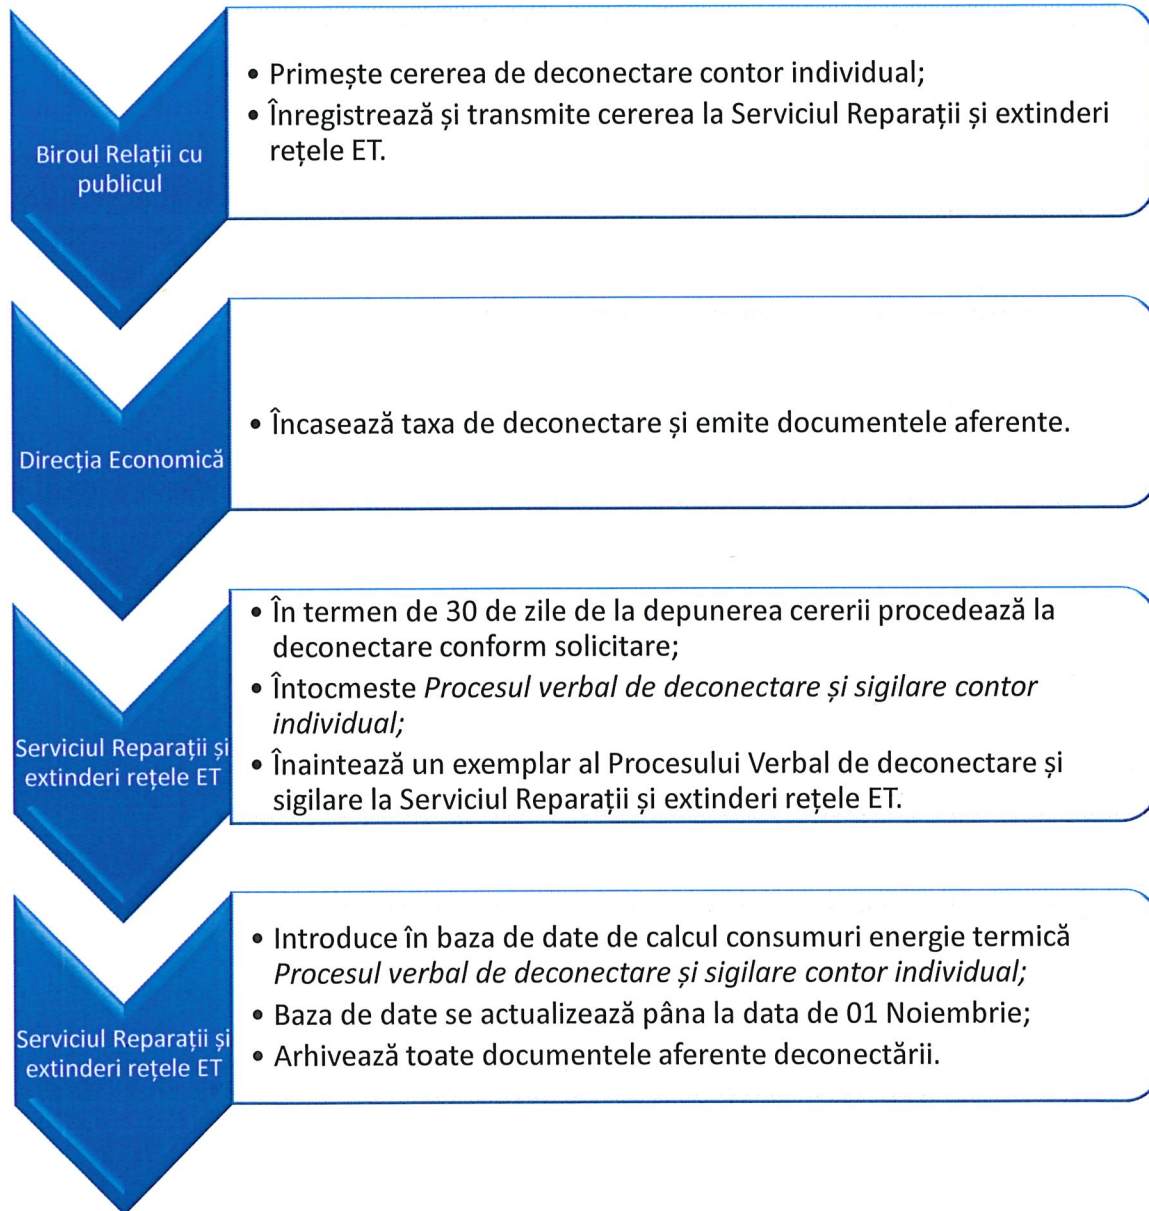 Biroul Relații cu
publicul
• Primește cererea de deconectare contor individual;
• Înregistrează și transmite cererea la Serviciul Reparații și extinderi
rețele ET.
Direcția Economică
• Încasează taxa de deconectare și emite documentele aferente.
Serviciul Reparații și
extinderi rețele ET
• În termen de 30 de zile de la depunerea cererii procedează la
deconectare conform solicitare;
• Întocmeste Procesul verbal de deconectare și sigilare contor
individual;
• Înaintează un exemplar al Procesului Verbal de deconectare și
sigilare la Serviciul Reparații și extinderi rețele ET.
Serviciul Reparații și
extinderi rețele ET
• Introduce în baza de date de calcul consumuri energie termică
Procesul verbal de deconectare și sigilare contor individual;
• Baza de date se actualizează pâna la data de 01 Noiembrie;
• Arhivează toate documentele aferente deconectării.